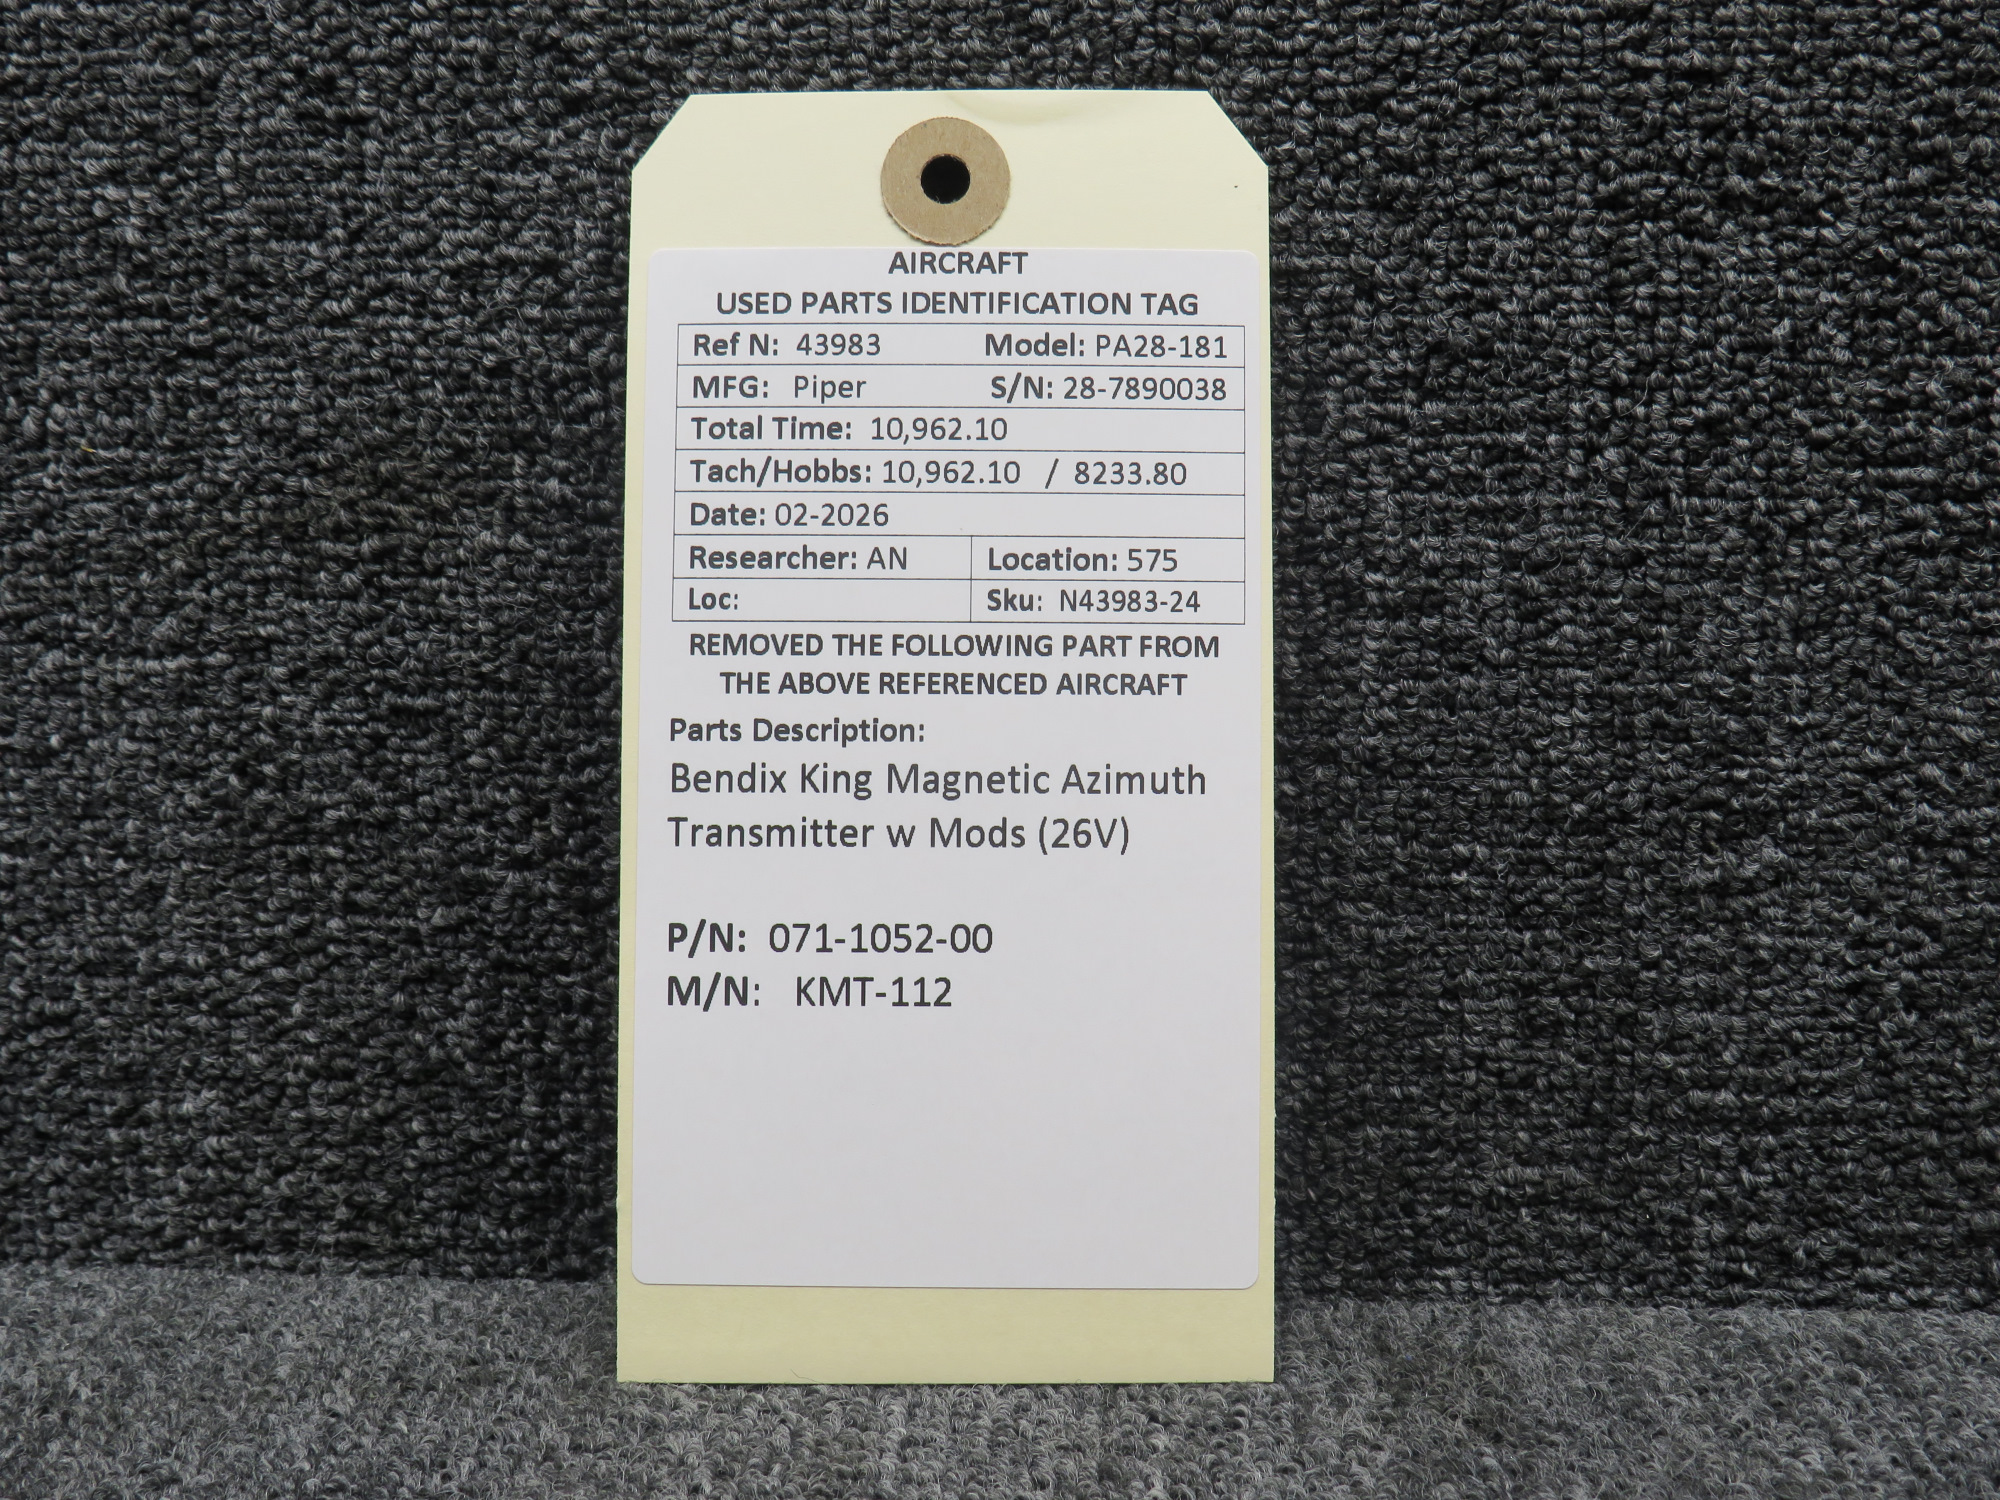 AIRCRAFT
USED PARTS IDENTIFICATION TAG
Ref N: 43983 Model: PA28-181
MFG: Piper S/N: 28-7890038
Total Time: 10,962.10
Tach/Hobbs: 10,962.10 / 8233.80
Date: 02-2026
Researcher: AN Location: 575
Loc: Sku: N43983-24
REMOVED THE FOLLOWING PART FROM
THE ABOVE REFERENCED AIRCRAFT
Parts Description:
Bendix King Magnetic Azimuth
Transmitter w Mods (26V)
P/N: 071-1052-00
M/N: KMT-112